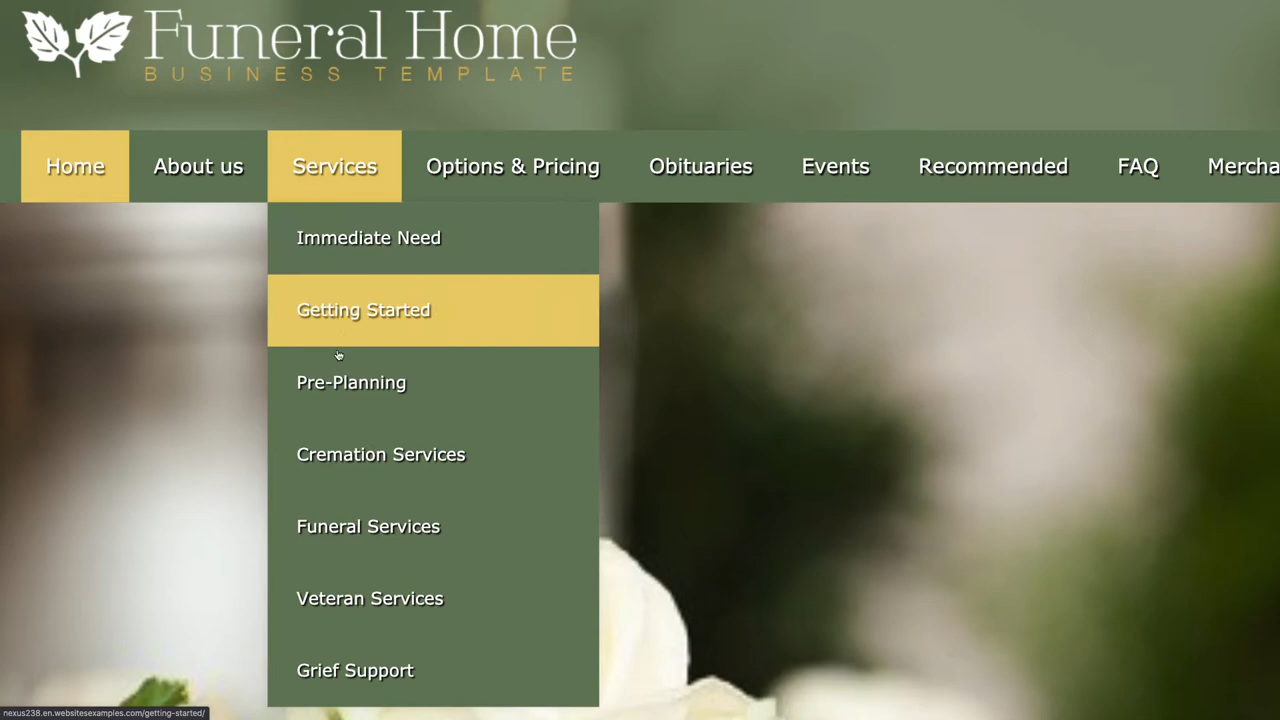 Funeral Home
BUSINESS TEMPLATE
Home About us Services Options & Pricing Obituaries Events Recommended FAQ Mercha
Immediate Need
Getting Started
Pre-Planning
Cremation Services
Funeral Services
Veteran Services
Grief Support
nexus238.en.websitesexamples.com/getting-started/